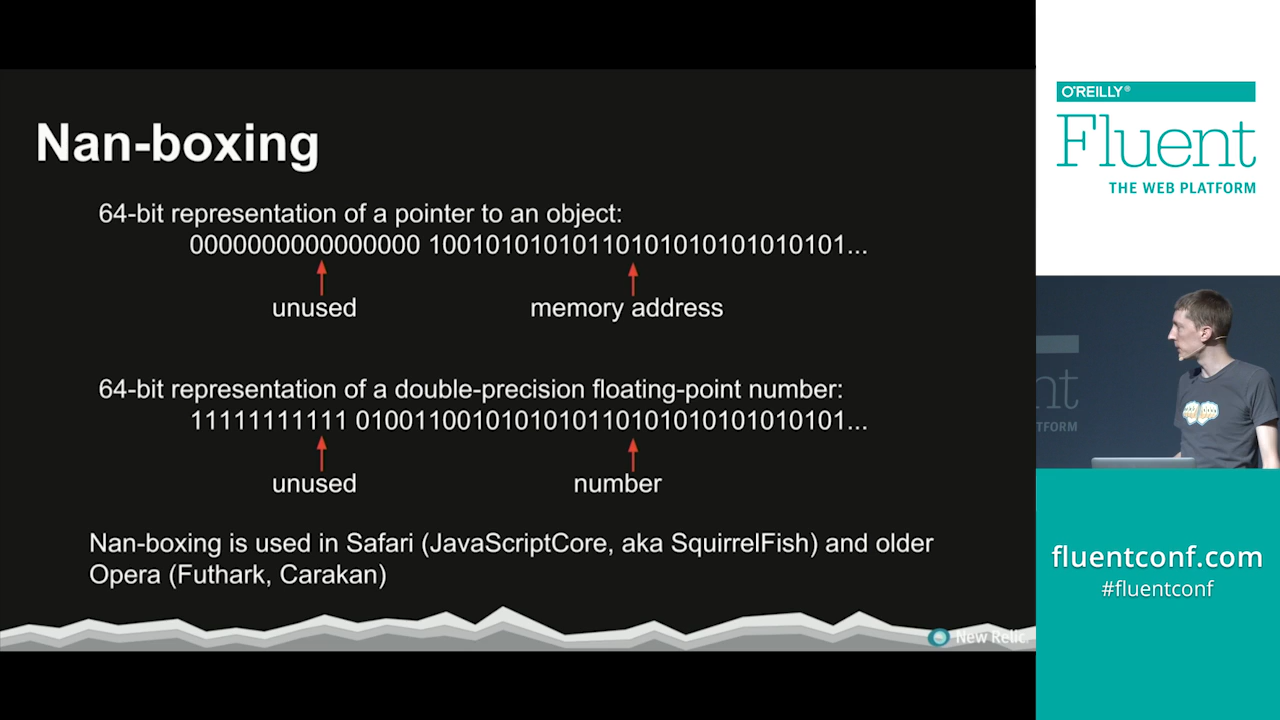 Nan-boxing
64-bit representation of a pointer to an object:
0000000000000000 10010101010110101010101010101...
unused
memory address
64-bit representation of a double-precision floating-point number:
11111111111 0100110010101010110101010101010101...
unused
number
Nan-boxing is used in Safari (JavaScriptCore, aka SquirrelFish) and older
Opera (Futhark, Carakan)
New Relic.
O'REILLY®
Fluent
THE WEB PLATFORM
nt
TFORM
fluentconf.com
#fluentconf